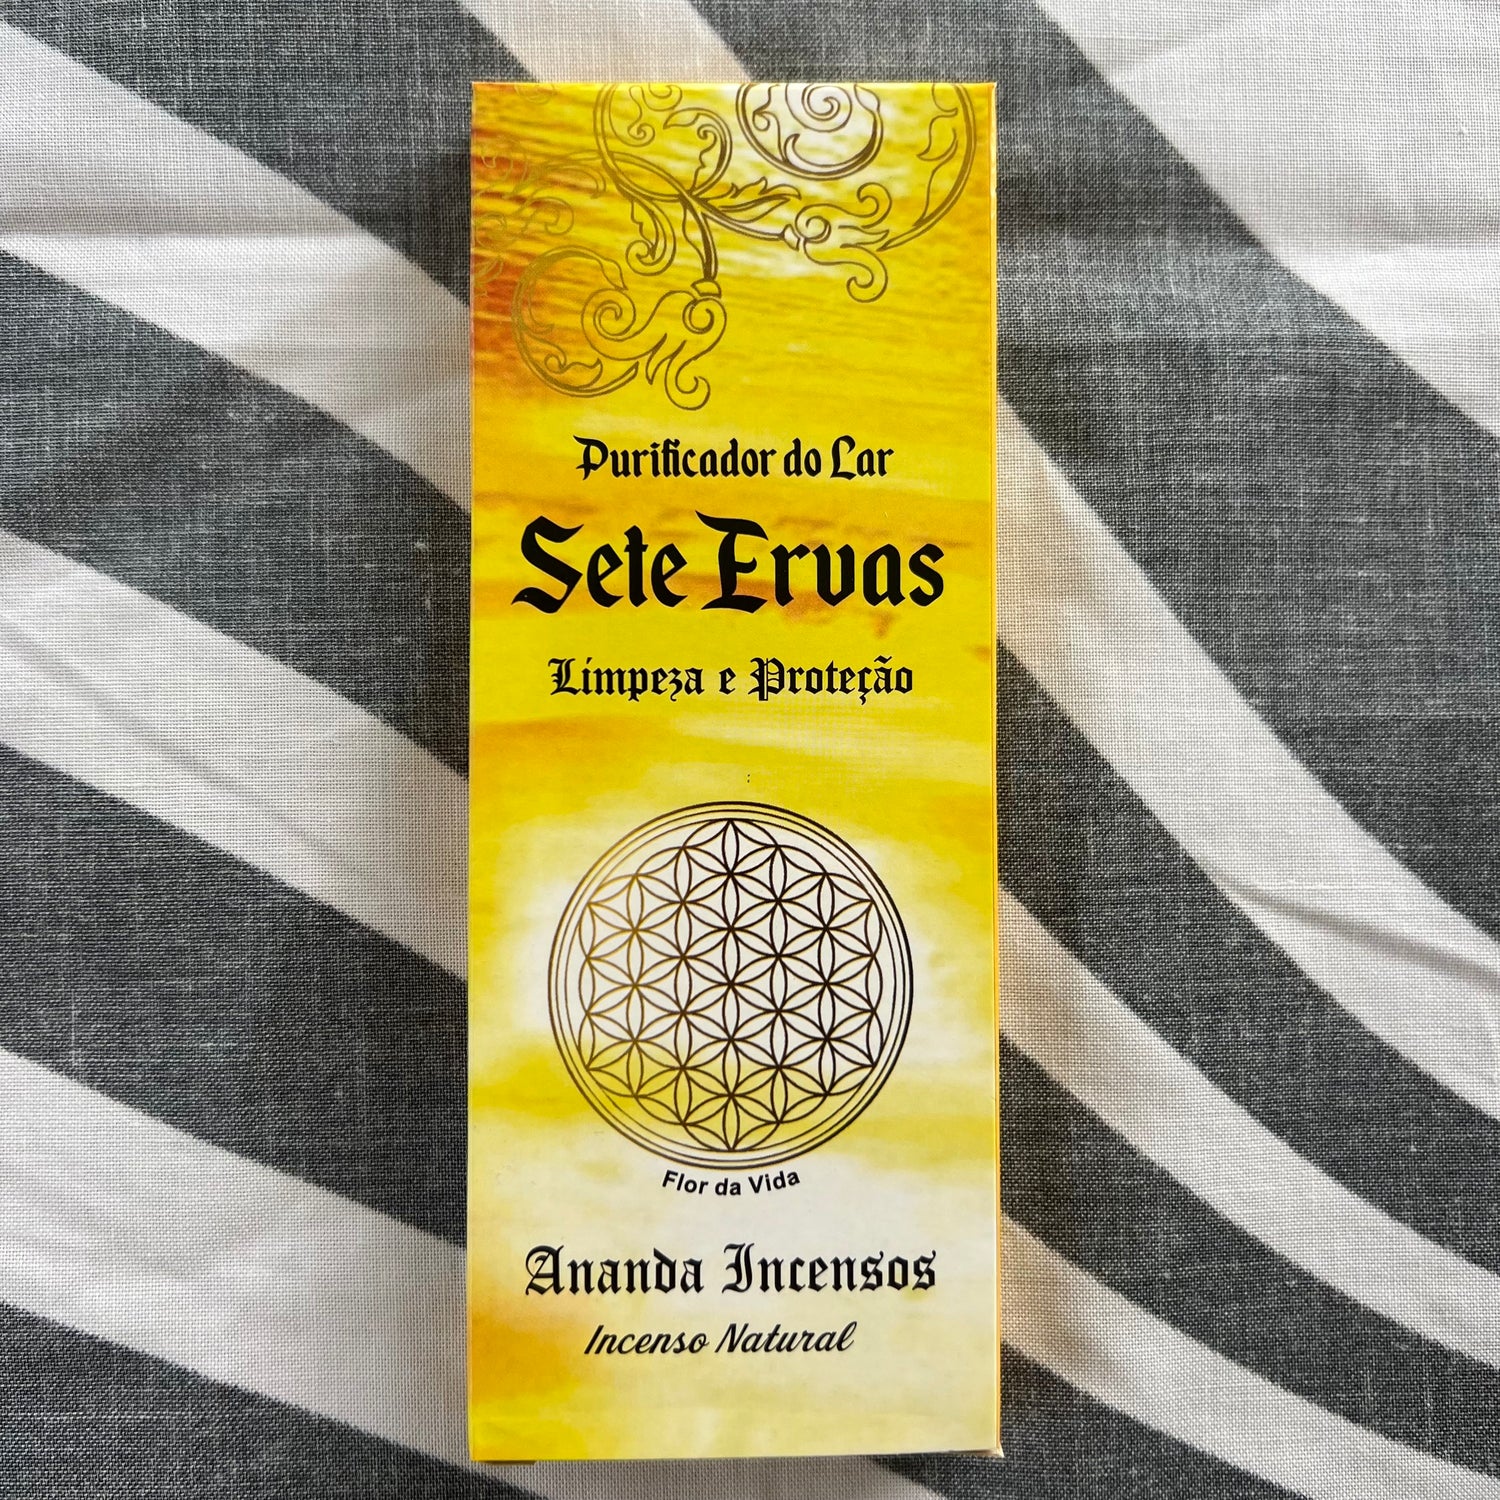 Purificador do Lar
Sete Ervas
Limpeza e Proteção
Flor da Vida
Ananda Incensos
Incenso Natural